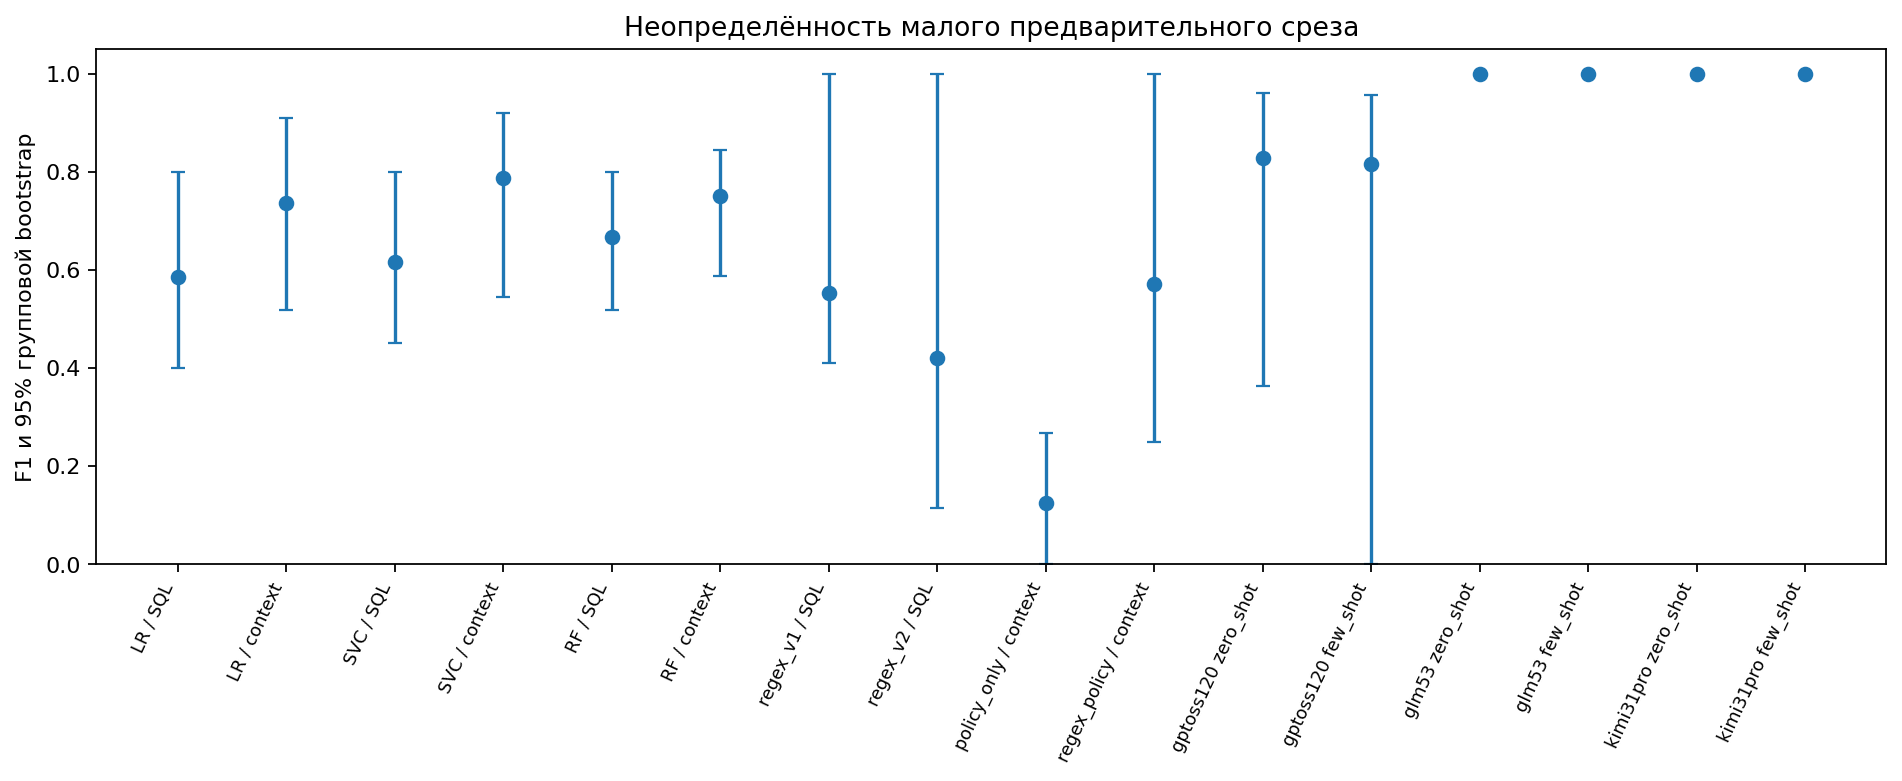 Неопределённость малого предварительного среза
F1 и 95% групповой bootstrap
1.0
0.8
0.6
0.4
0.2
0.0
LR / SQL
LR / context
SVC / SQL
SVC / context
RF / SQL
RF / context
regex_v1 / SQL
regex_v2 / SQL
policy_only / context
regex_policy / context
gptoss120 zero_shot
gptoss120 few_shot
glm53 zero_shot
glm53 few_shot
kimi31pro zero_shot
kimi31pro few_shot